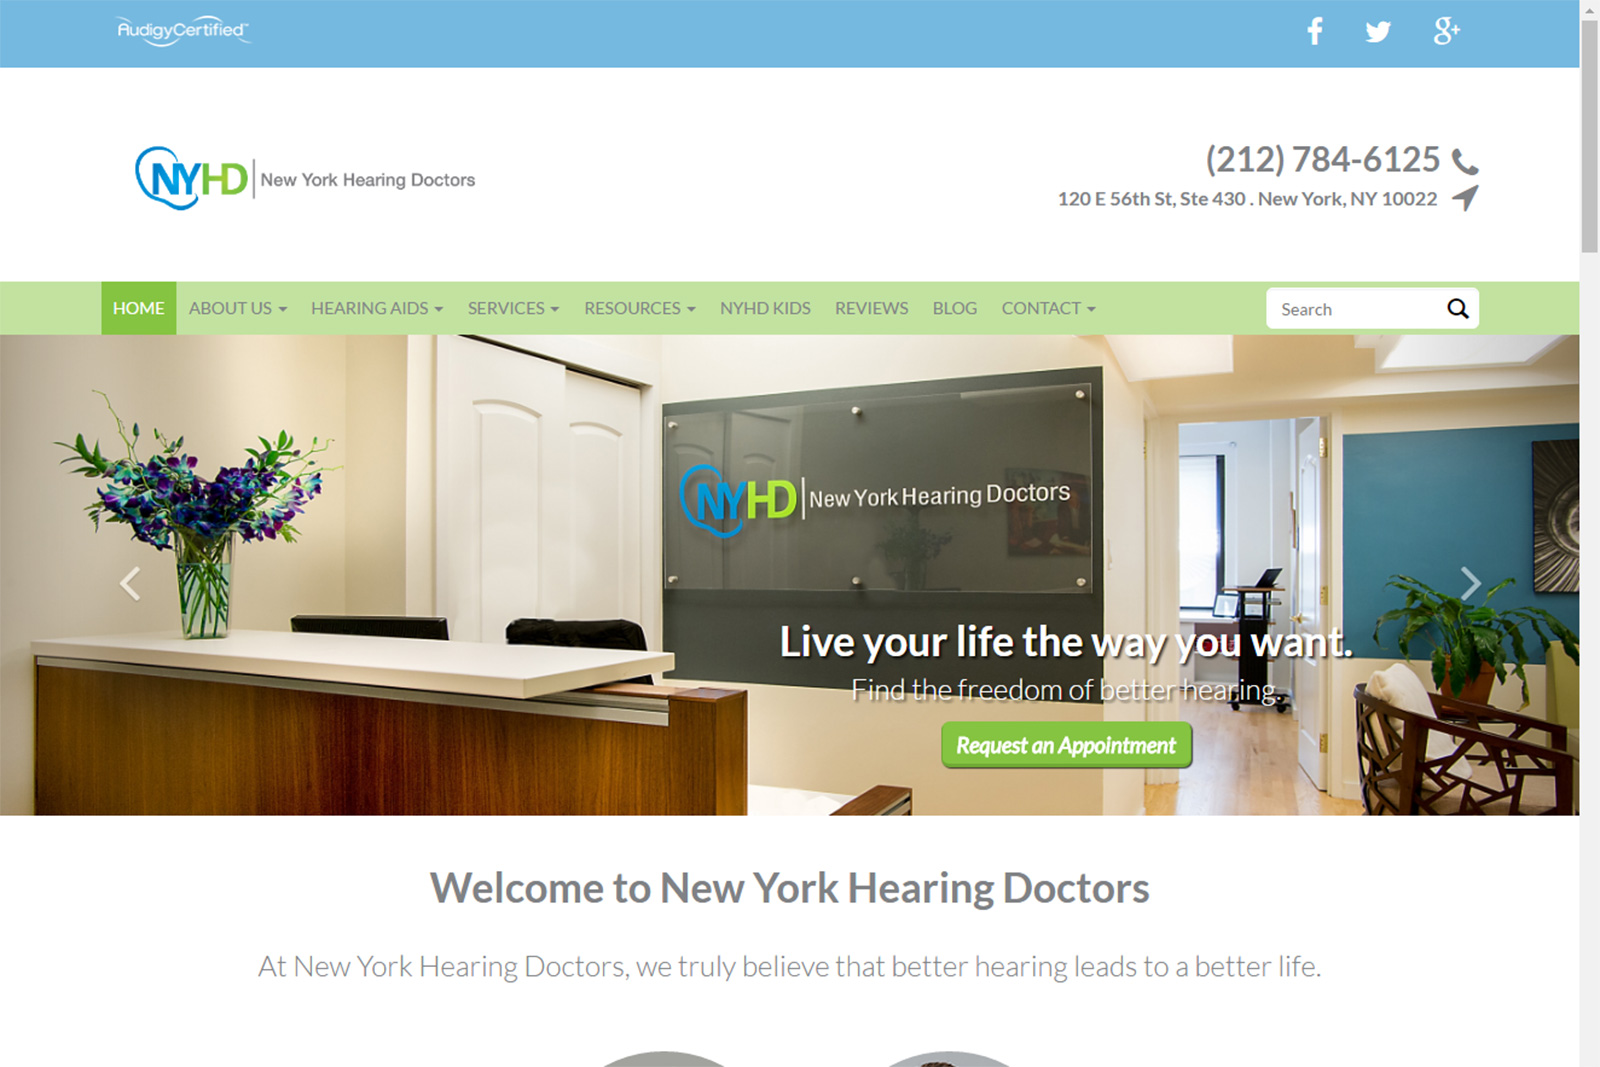 AudigyCertified™
NYHD | New York Hearing Doctors
(212) 784-6125
120 E 56th St, Ste 430 . New York, NY 10022
HOME ABOUT US HEARING AIDS SERVICES RESOURCES NYHD KIDS REVIEWS BLOG CONTACT Search
NYHD | New York Hearing Doctors
Live your life the way you want.
Find the freedom of better hearing.
Request an Appointment
Welcome to New York Hearing Doctors
At New York Hearing Doctors, we truly believe that better hearing leads to a better life.